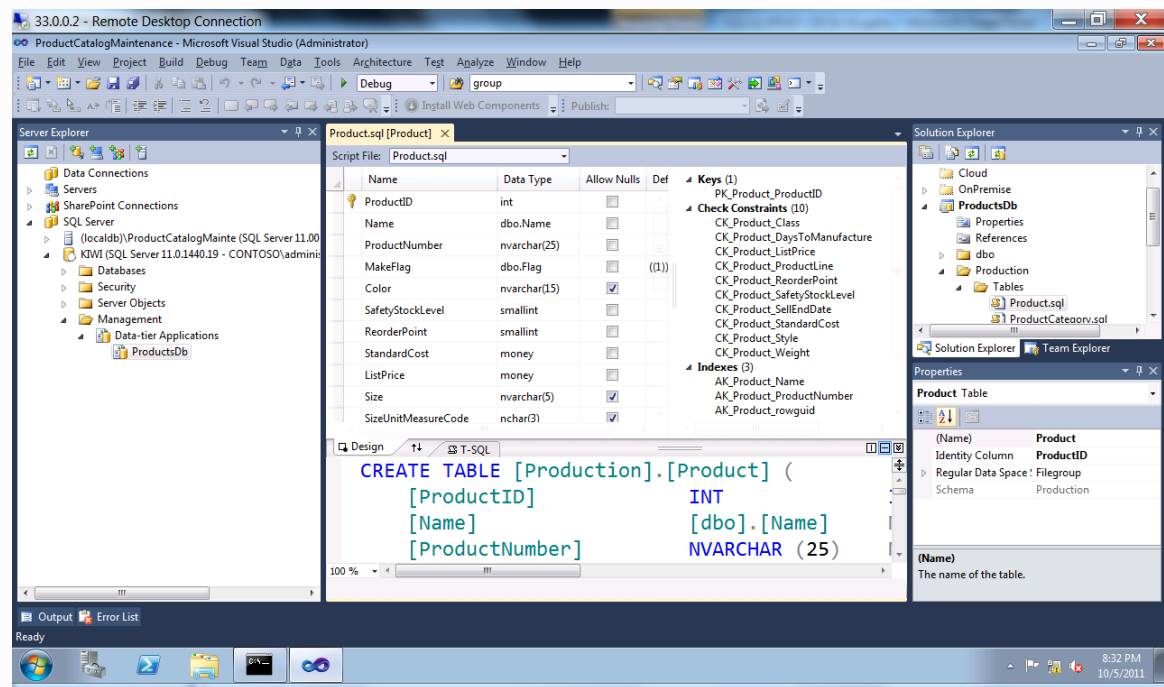 33.0.0.2 - Remote Desktop Connection
ProductCatalogMaintenance - Microsoft Visual Studio (Administrator)
File Edit View Project Build Debug Team Data Tools Architecture Test Analyze Window Help
Debug group
Install Web Components Publish:
Server Explorer
Data Connections
Servers
SharePoint Connections
SQL Server
(localdb)\ProductCatalogMainte (SQL Server 11.00
KIWI (SQL Server 11.0.1440.19 - CONTOSO\adminis
Databases
Security
Server Objects
Management
Data-tier Applications
ProductsDb
Product.sql [Product]
Script File: Product.sql
Name Data Type Allow Nulls Def
ProductID int
Name dbo.Name
ProductNumber nvarchar(25)
MakeFlag dbo.Flag ((1))
Color nvarchar(15)
SafetyStockLevel smallint
ReorderPoint smallint
StandardCost money
ListPrice money
Size nvarchar(5)
SizeUnitMeasureCode nchar(3)
Keys (1)
PK_Product_ProductID
Check Constraints (10)
CK_Product_Class
CK_Product_DaysToManufacture
CK_Product_ListPrice
CK_Product_ProductLine
CK_Product_ReorderPoint
CK_Product_SafetyStockLevel
CK_Product_SellEndDate
CK_Product_StandardCost
CK_Product_Style
CK_Product_Weight
Indexes (3)
AK_Product_Name
AK_Product_ProductNumber
AK_Product_rowguid
Design T-SQL
CREATE TABLE [Production].[Product] (
[ProductID] INT
[Name] [dbo].[Name]
[ProductNumber] NVARCHAR (25)
100 %
Solution Explorer
Cloud
OnPremise
ProductsDb
Properties
References
dbo
Production
Tables
Product.sql
ProductCategory.sql
Solution Explorer Team Explorer
Properties
Product Table
(Name) Product
Identity Column ProductID
Regular Data Space Filegroup
Schema Production
(Name)
The name of the table.
Output Error List
Ready
8:32 PM
10/5/2011